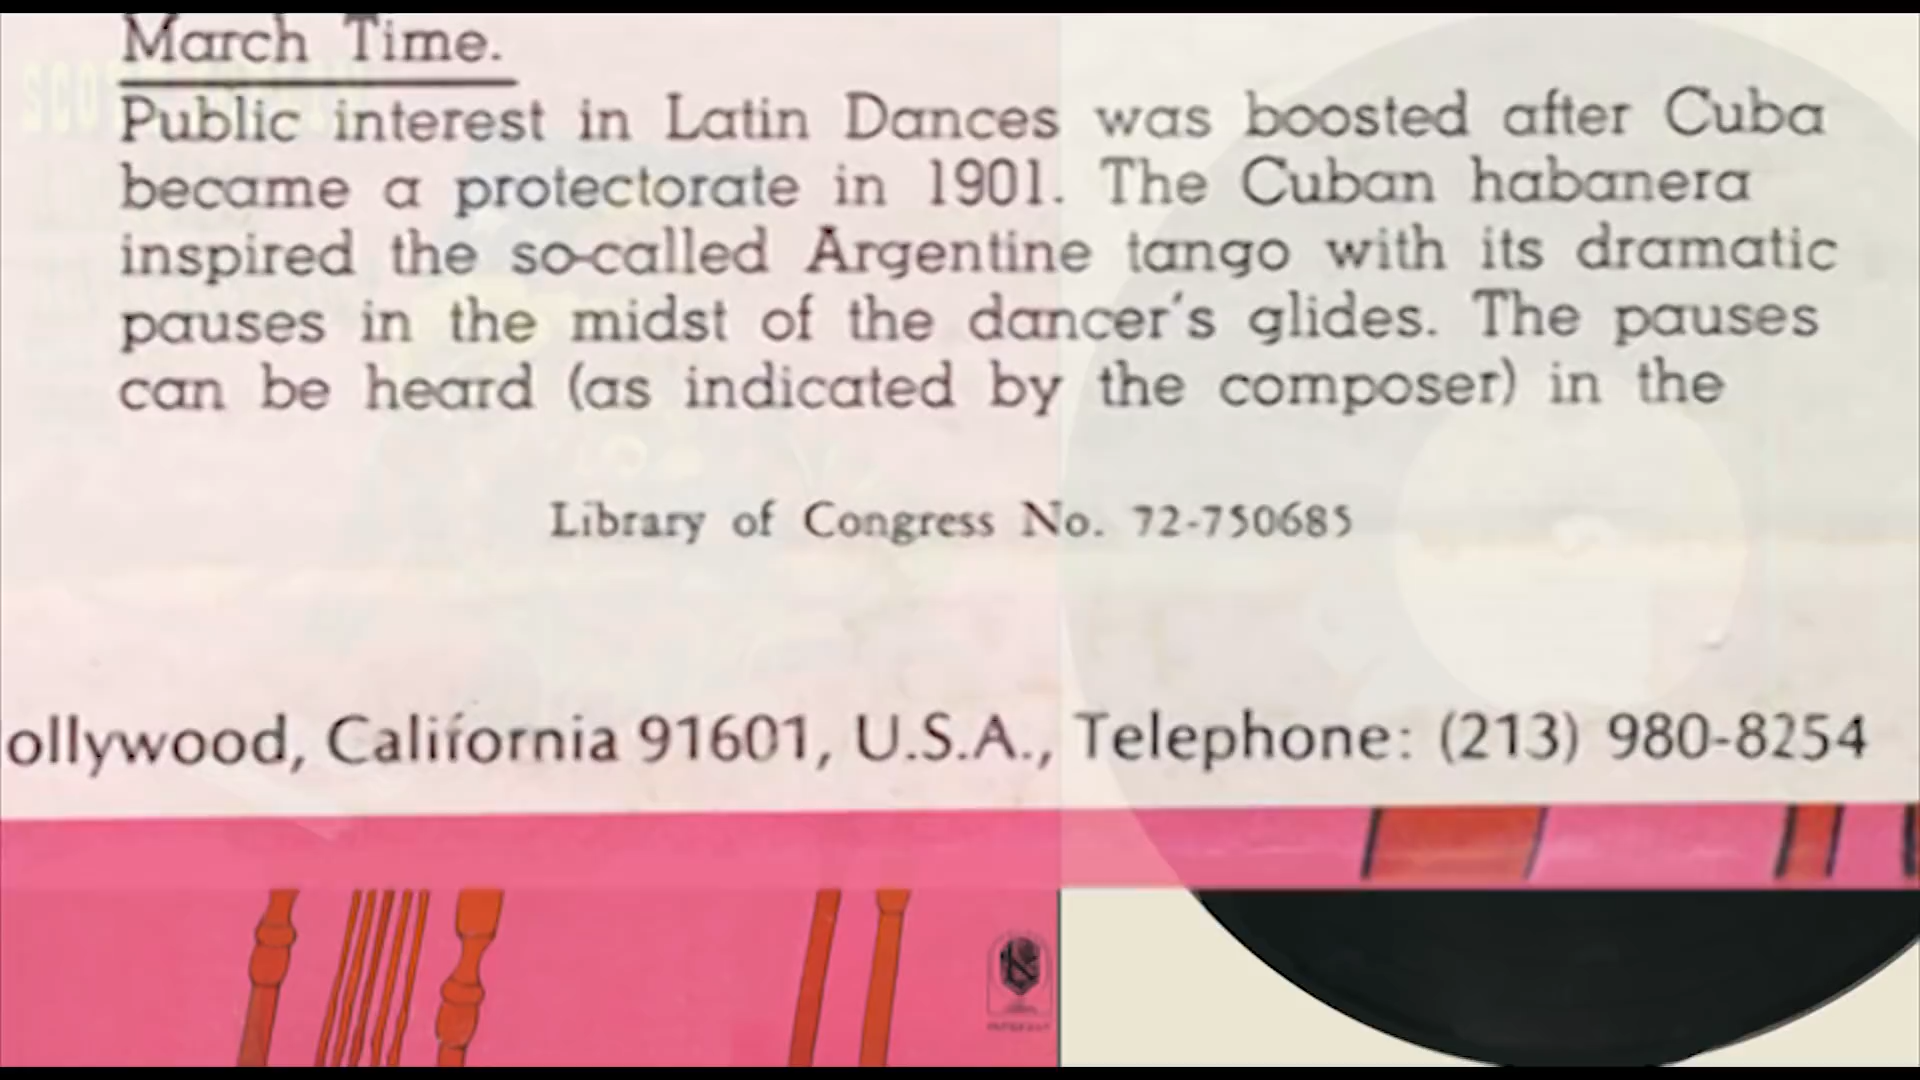 March Time.
Public interest in Latin Dances was boosted after Cuba
became a protectorate in 1901. The Cuban habanera
inspired the so-called Argentine tango with its dramatic
pauses in the midst of the dancer's glides. The pauses
can be heard (as indicated by the composer) in the
Library of Congress No. 72-750685
ollywood, California 91601, U.S.A., Telephone: (213) 980-8254